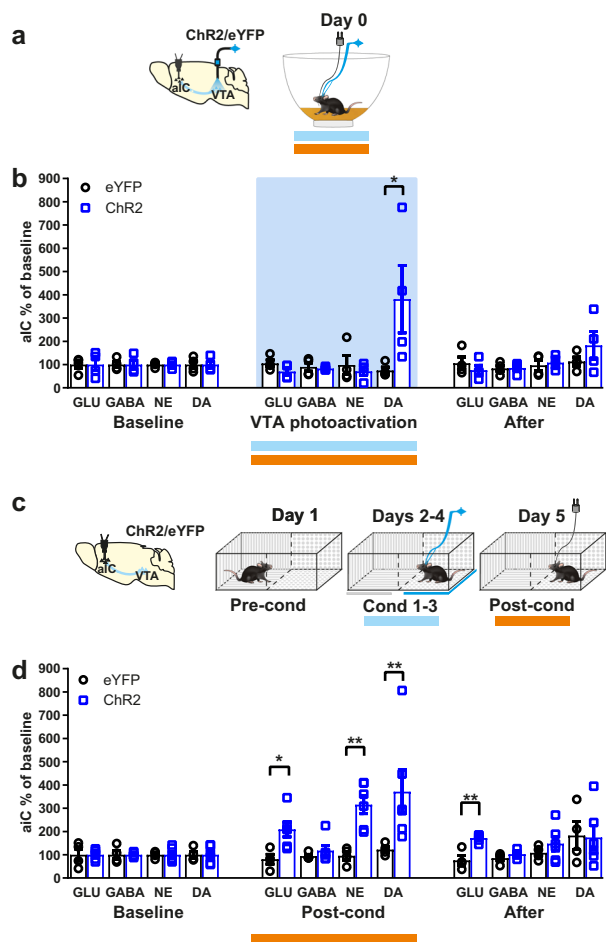 a
ChR2/eYFP
aIC
VTA
Day 0
b
aIC % of baseline
900
800
700
600
500
400
300
200
100
0
eYFP
ChR2
*
GLU GABA NE DA
GLU GABA NE DA
GLU GABA NE DA
Baseline
VTA photoactivation
After
c
ChR2/eYFP
aIC
VTA
Day 1
Days 2-4
Day 5
Pre-cond
Cond 1-3
Post-cond
d
aIC % of baseline
900
800
700
600
500
400
300
200
100
0
eYFP
ChR2
*
**
**
**
GLU GABA NE DA
GLU GABA NE DA
GLU GABA NE DA
Baseline
Post-cond
After